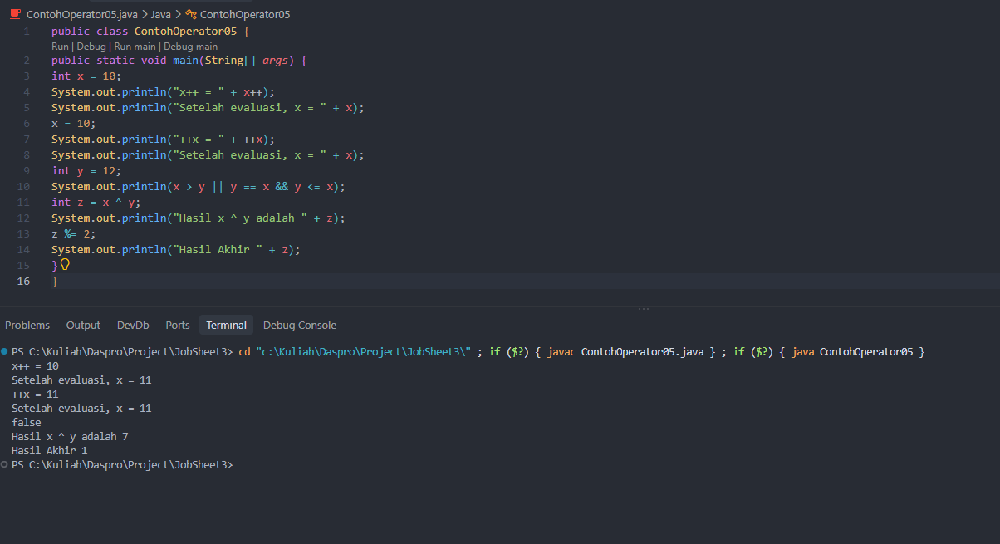 ContohOperator05.java > Java > ContohOperator05
1 public class ContohOperator05 {
Run | Debug | Run main | Debug main
2 public static void main(String[] args) {
3 int x = 10;
4 System.out.println("x++ = " + x++);
5 System.out.println("Setelah evaluasi, x = " + x);
6 x = 10;
7 System.out.println("++x = " + ++x);
8 System.out.println("Setelah evaluasi, x = " + x);
9 int y = 12;
10 System.out.println(x > y || y == x && y <= x);
11 int z = x ^ y;
12 System.out.println("Hasil x ^ y adalah " + z);
13 z %= 2;
14 System.out.println("Hasil Akhir " + z);
15 }
16 }
Problems Output DevDb Ports Terminal Debug Console
PS C:\Kuliah\Daspro\Project\JobSheet3> cd "c:\Kuliah\Daspro\Project\JobSheet3\" ; if ($?) { javac ContohOperator05.java } ; if ($?) { java ContohOperator05 }
x++ = 10
Setelah evaluasi, x = 11
++x = 11
Setelah evaluasi, x = 11
false
Hasil x ^ y adalah 7
Hasil Akhir 1
PS C:\Kuliah\Daspro\Project\JobSheet3>